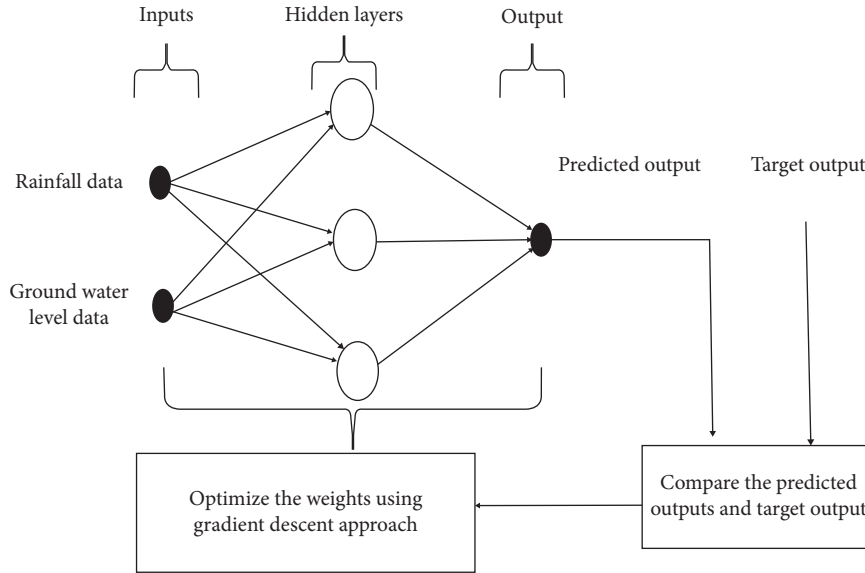 Inputs
Hidden layers
Output
Predicted output
Target output
Rainfall data
Ground water
level data
Optimize the weights using
gradient descent approach
Compare the predicted
outputs and target output